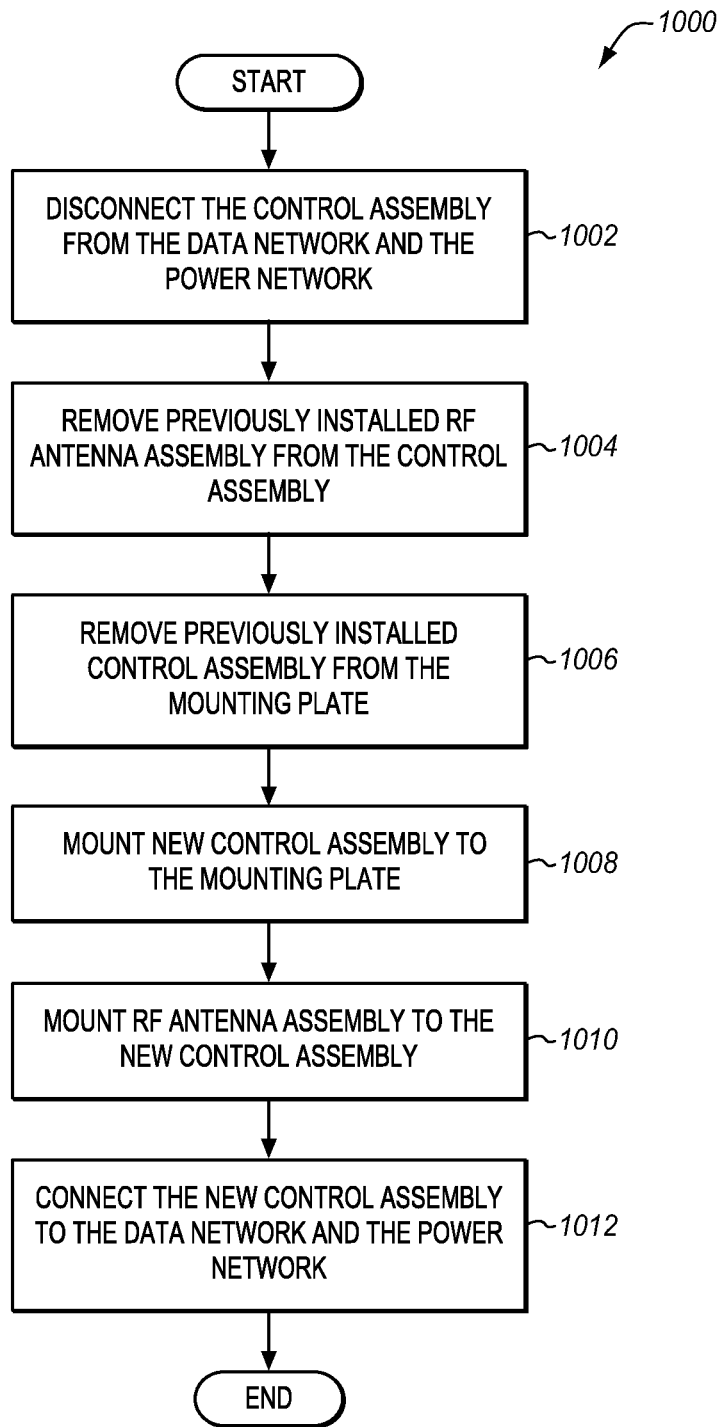 1000
START
DISCONNECT THE CONTROL ASSEMBLY
FROM THE DATA NETWORK AND THE
POWER NETWORK
1002
REMOVE PREVIOUSLY INSTALLED RF
ANTENNA ASSEMBLY FROM THE CONTROL
ASSEMBLY
1004
REMOVE PREVIOUSLY INSTALLED
CONTROL ASSEMBLY FROM THE
MOUNTING PLATE
1006
MOUNT NEW CONTROL ASSEMBLY TO
THE MOUNTING PLATE
1008
MOUNT RF ANTENNA ASSEMBLY TO THE
NEW CONTROL ASSEMBLY
1010
CONNECT THE NEW CONTROL ASSEMBLY
TO THE DATA NETWORK AND THE POWER
NETWORK
1012
END